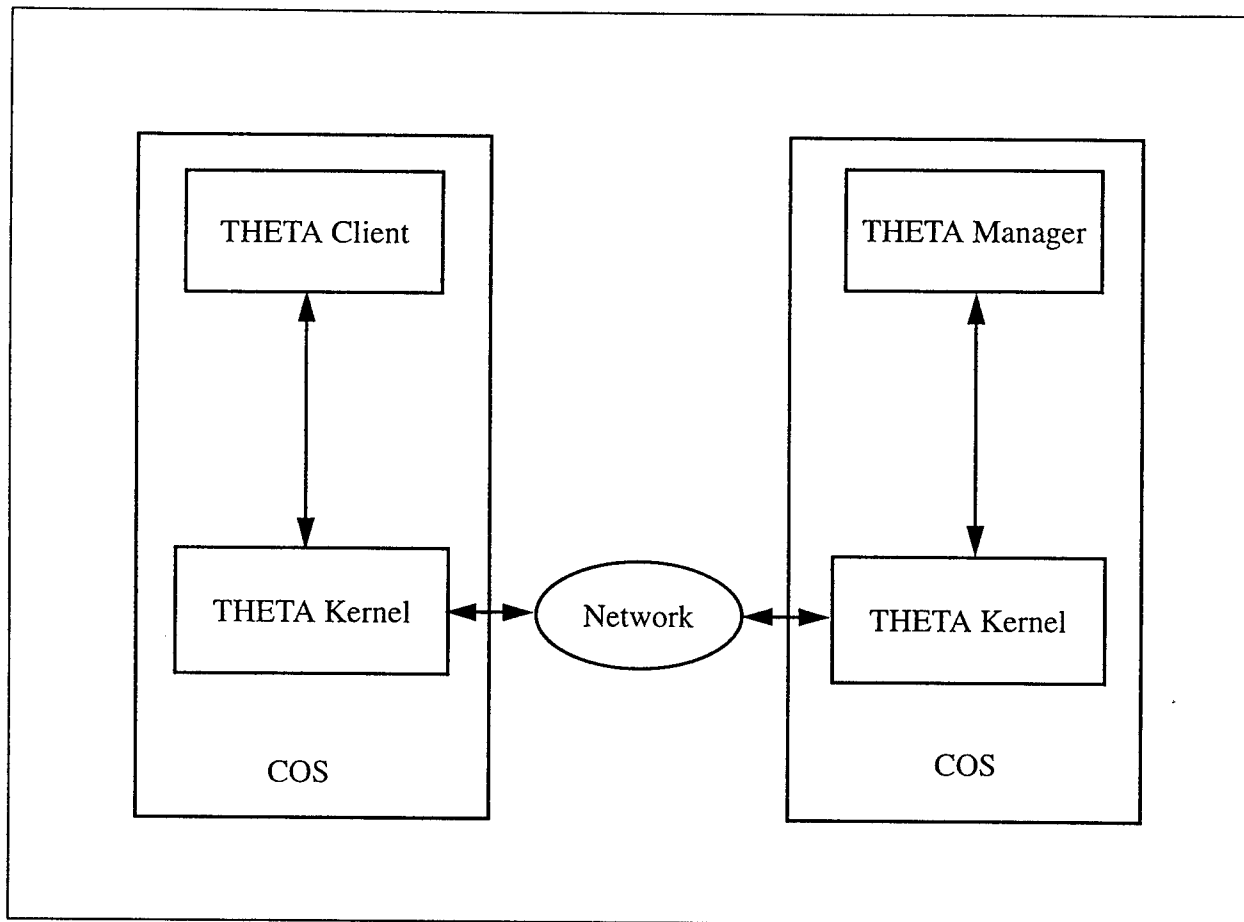 THETA Client
THETA Manager
THETA Kernel
Network
THETA Kernel
COS
COS